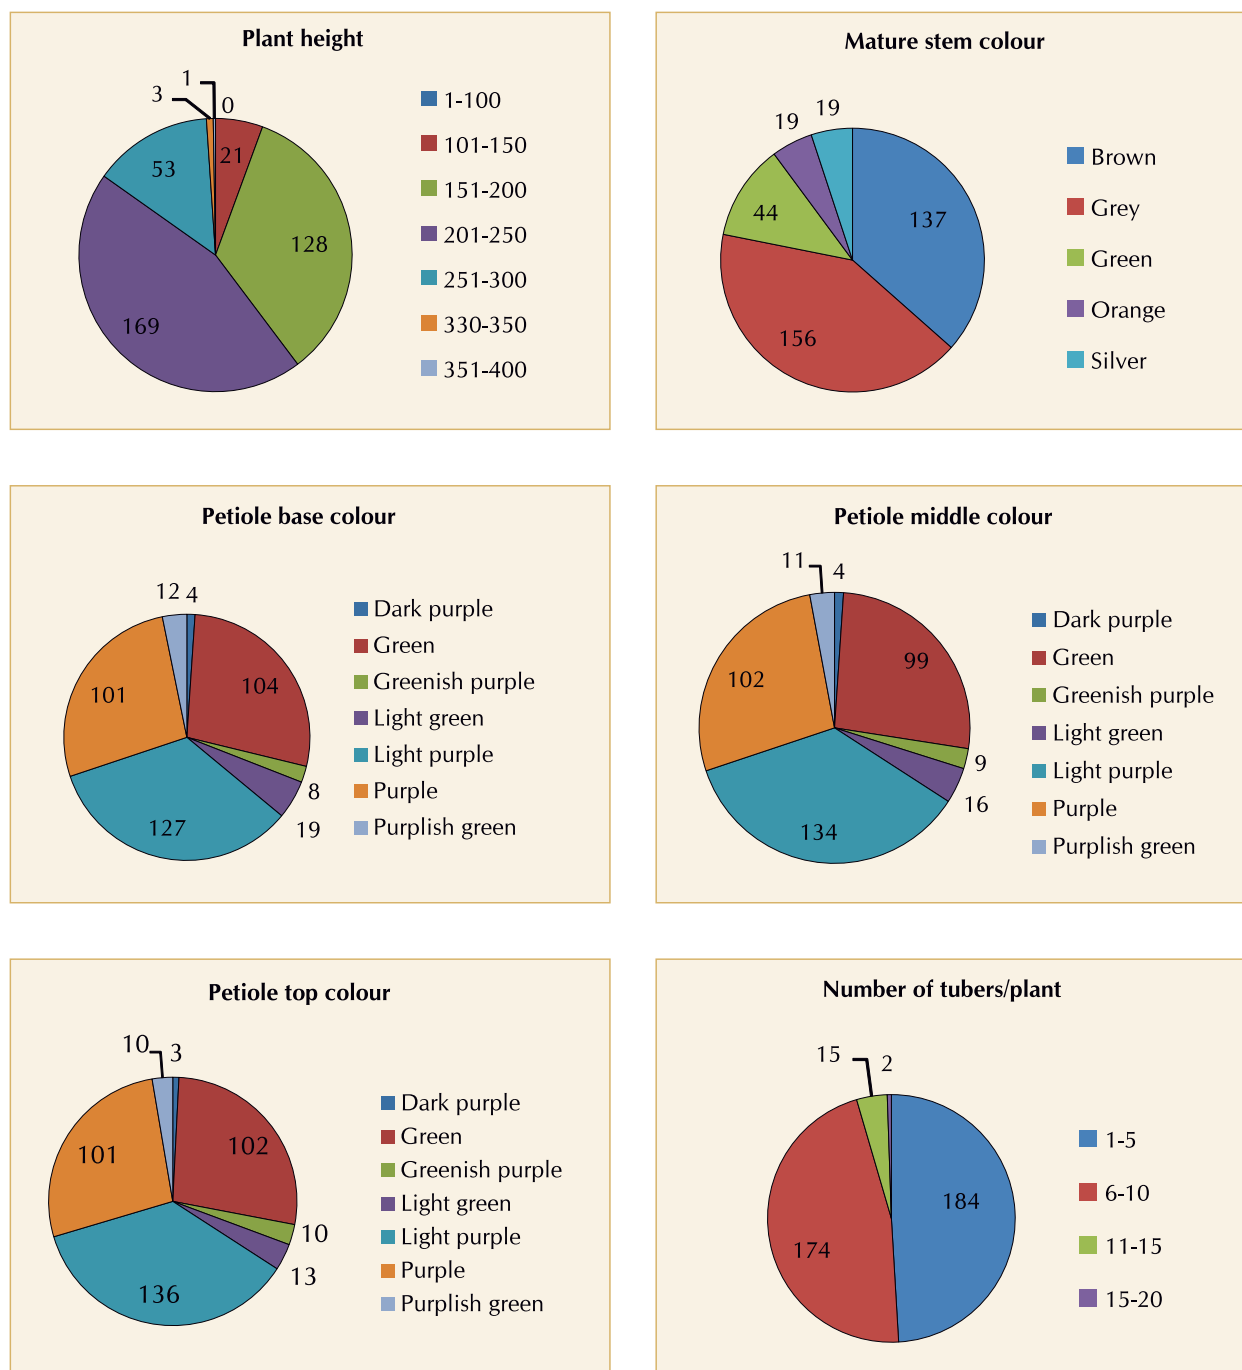 Plant height
1
3
0
21
53
128
169
1-100
101-150
151-200
201-250
251-300
330-350
351-400
Mature stem colour
19
19
44
137
156
Brown
Grey
Green
Orange
Silver
Petiole base colour
12 4
101
104
8
127
19
Dark purple
Green
Greenish purple
Light green
Light purple
Purple
Purplish green
Petiole middle colour
11
4
99
102
9
16
134
Dark purple
Green
Greenish purple
Light green
Light purple
Purple
Purplish green
Petiole top colour
10
3
101
102
10
13
136
Dark purple
Green
Greenish purple
Light green
Light purple
Purple
Purplish green
Number of tubers/plant
15
2
184
174
1-5
6-10
11-15
15-20